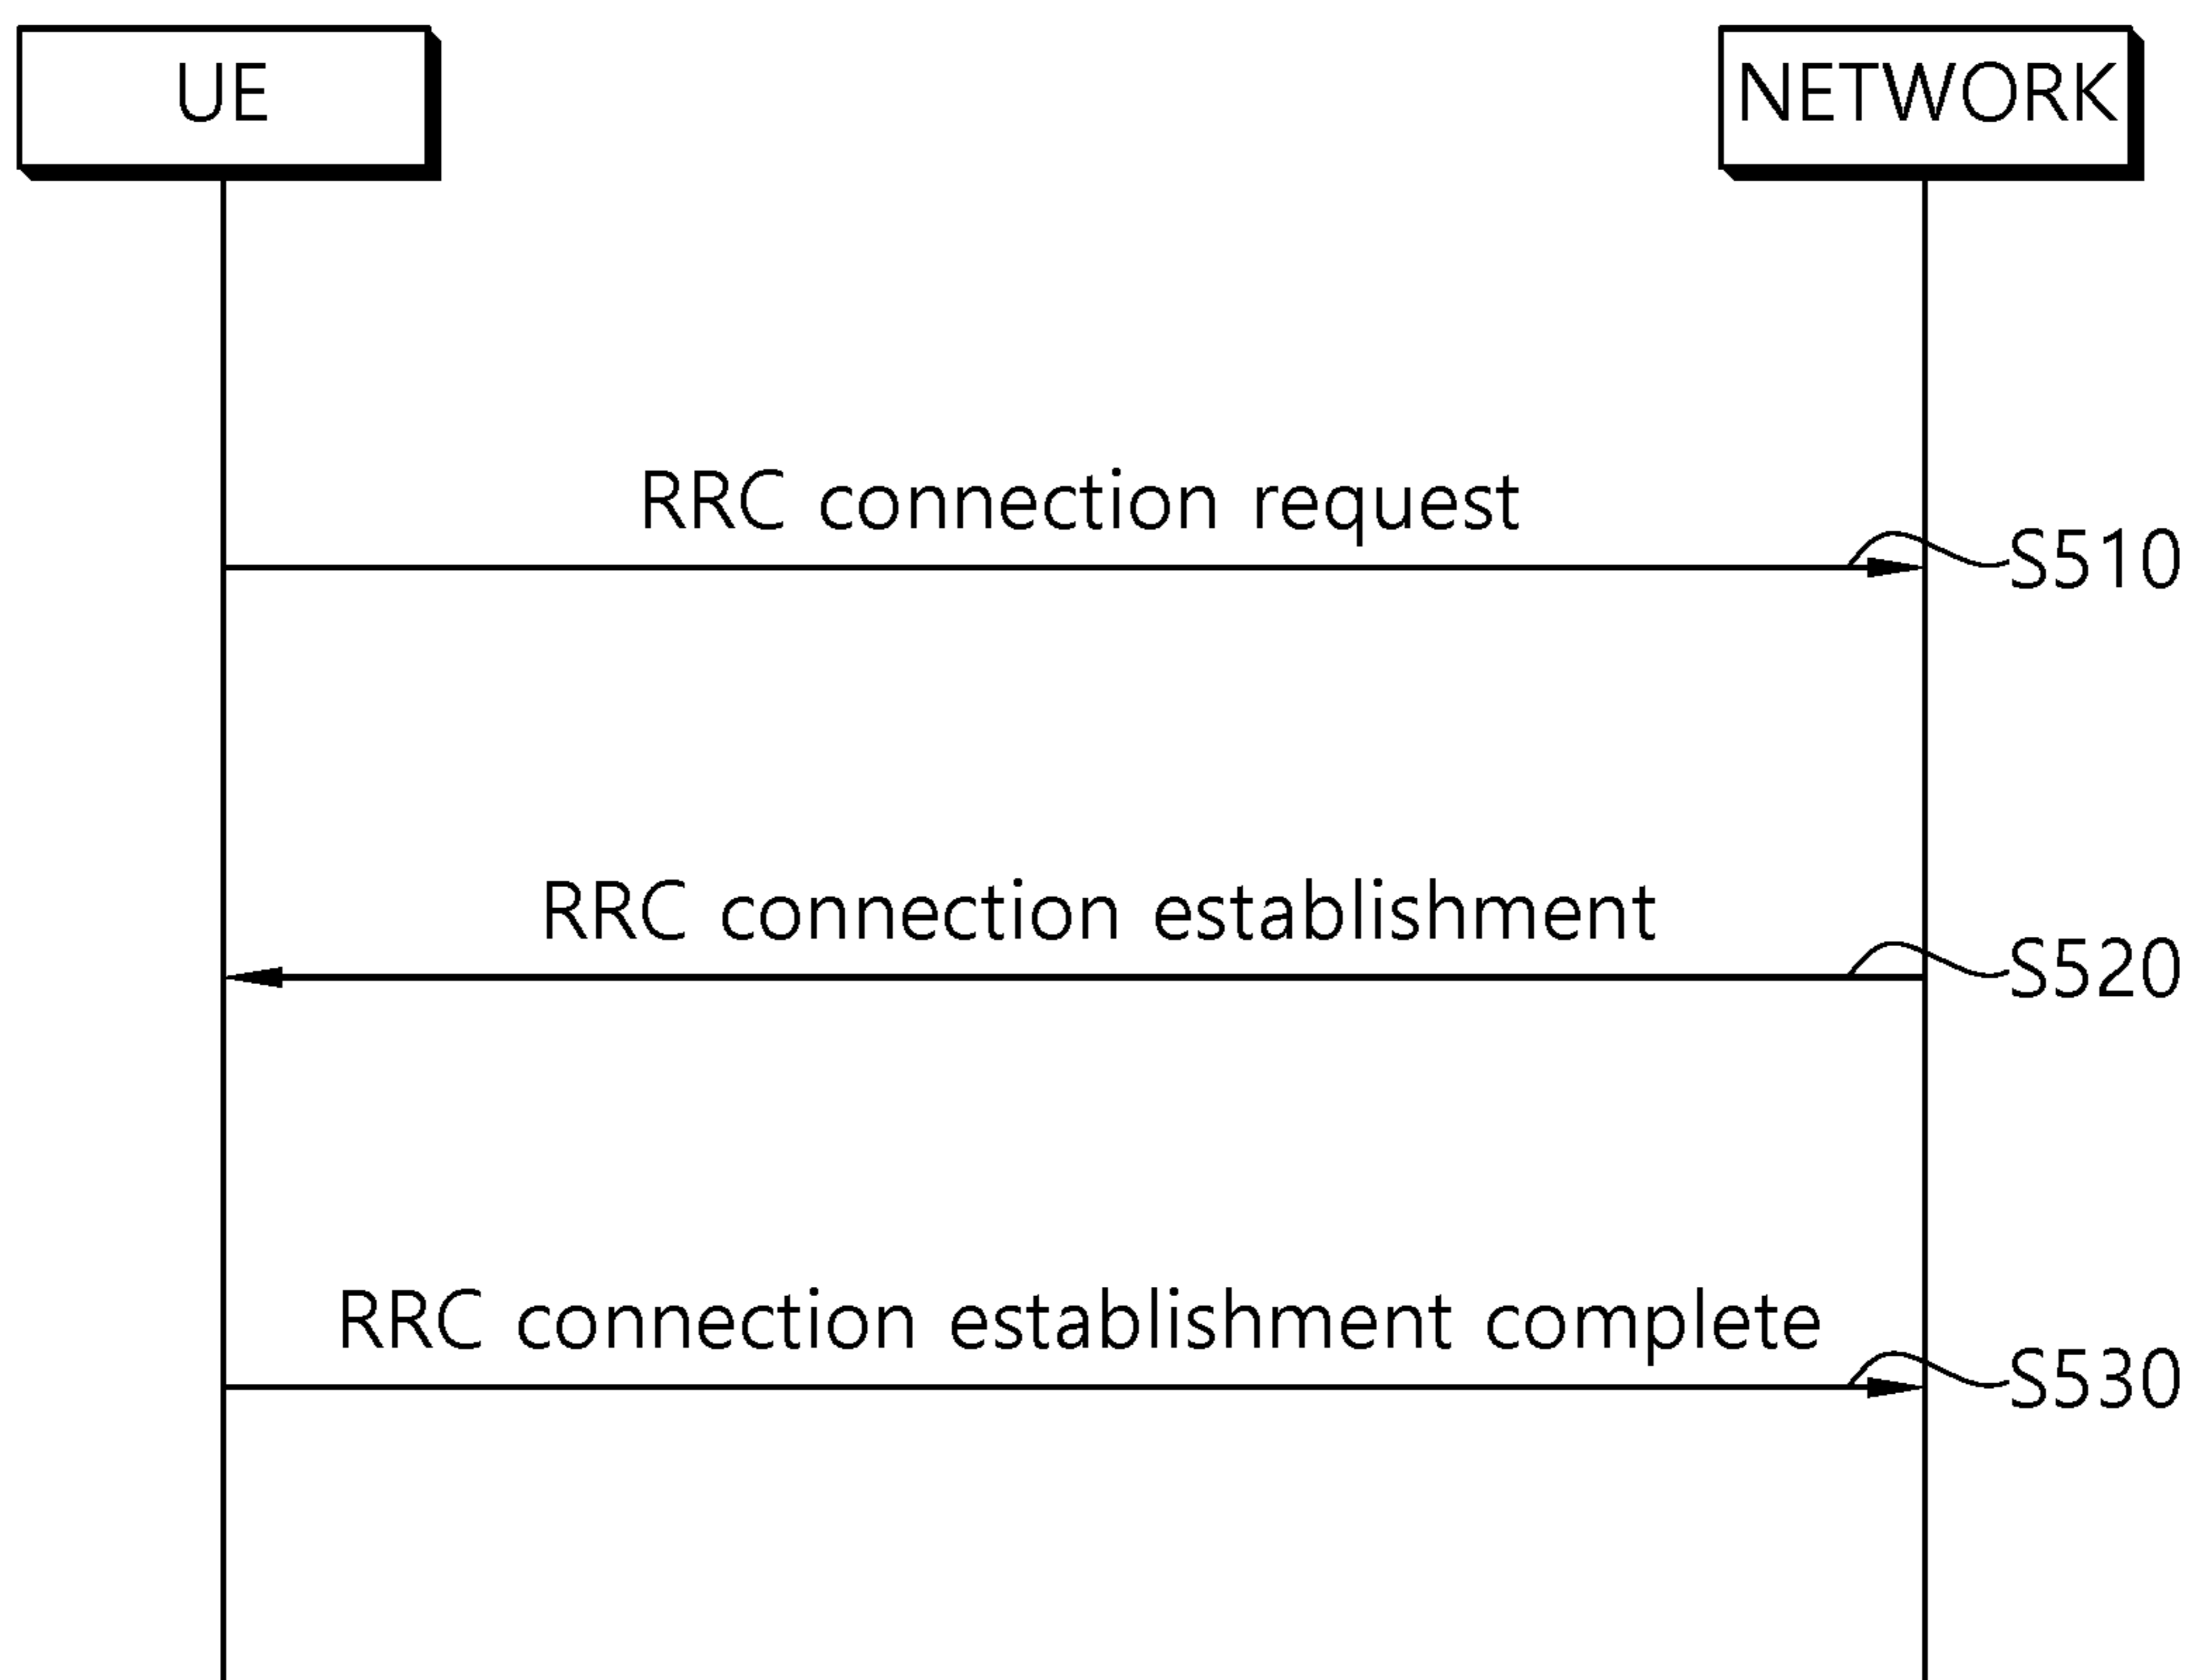 UE
NETWORK
RRC connection request
S510
RRC connection establishment
S520
RRC connection establishment complete
S530